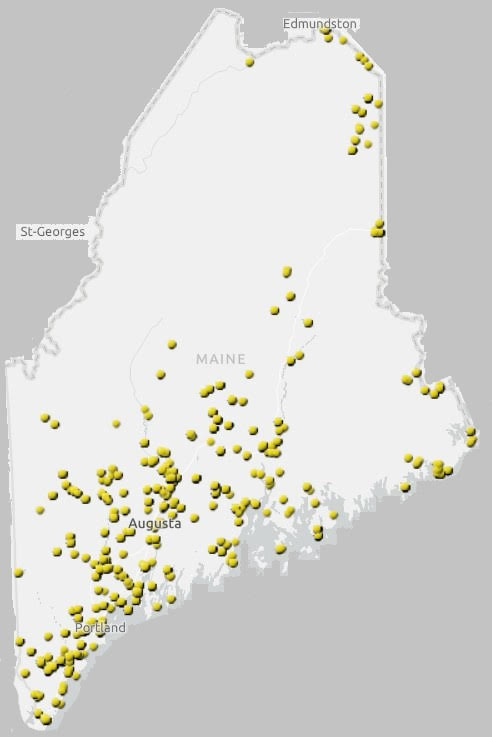 Edmundston
St-Georges
MAINE
Augusta
Portland